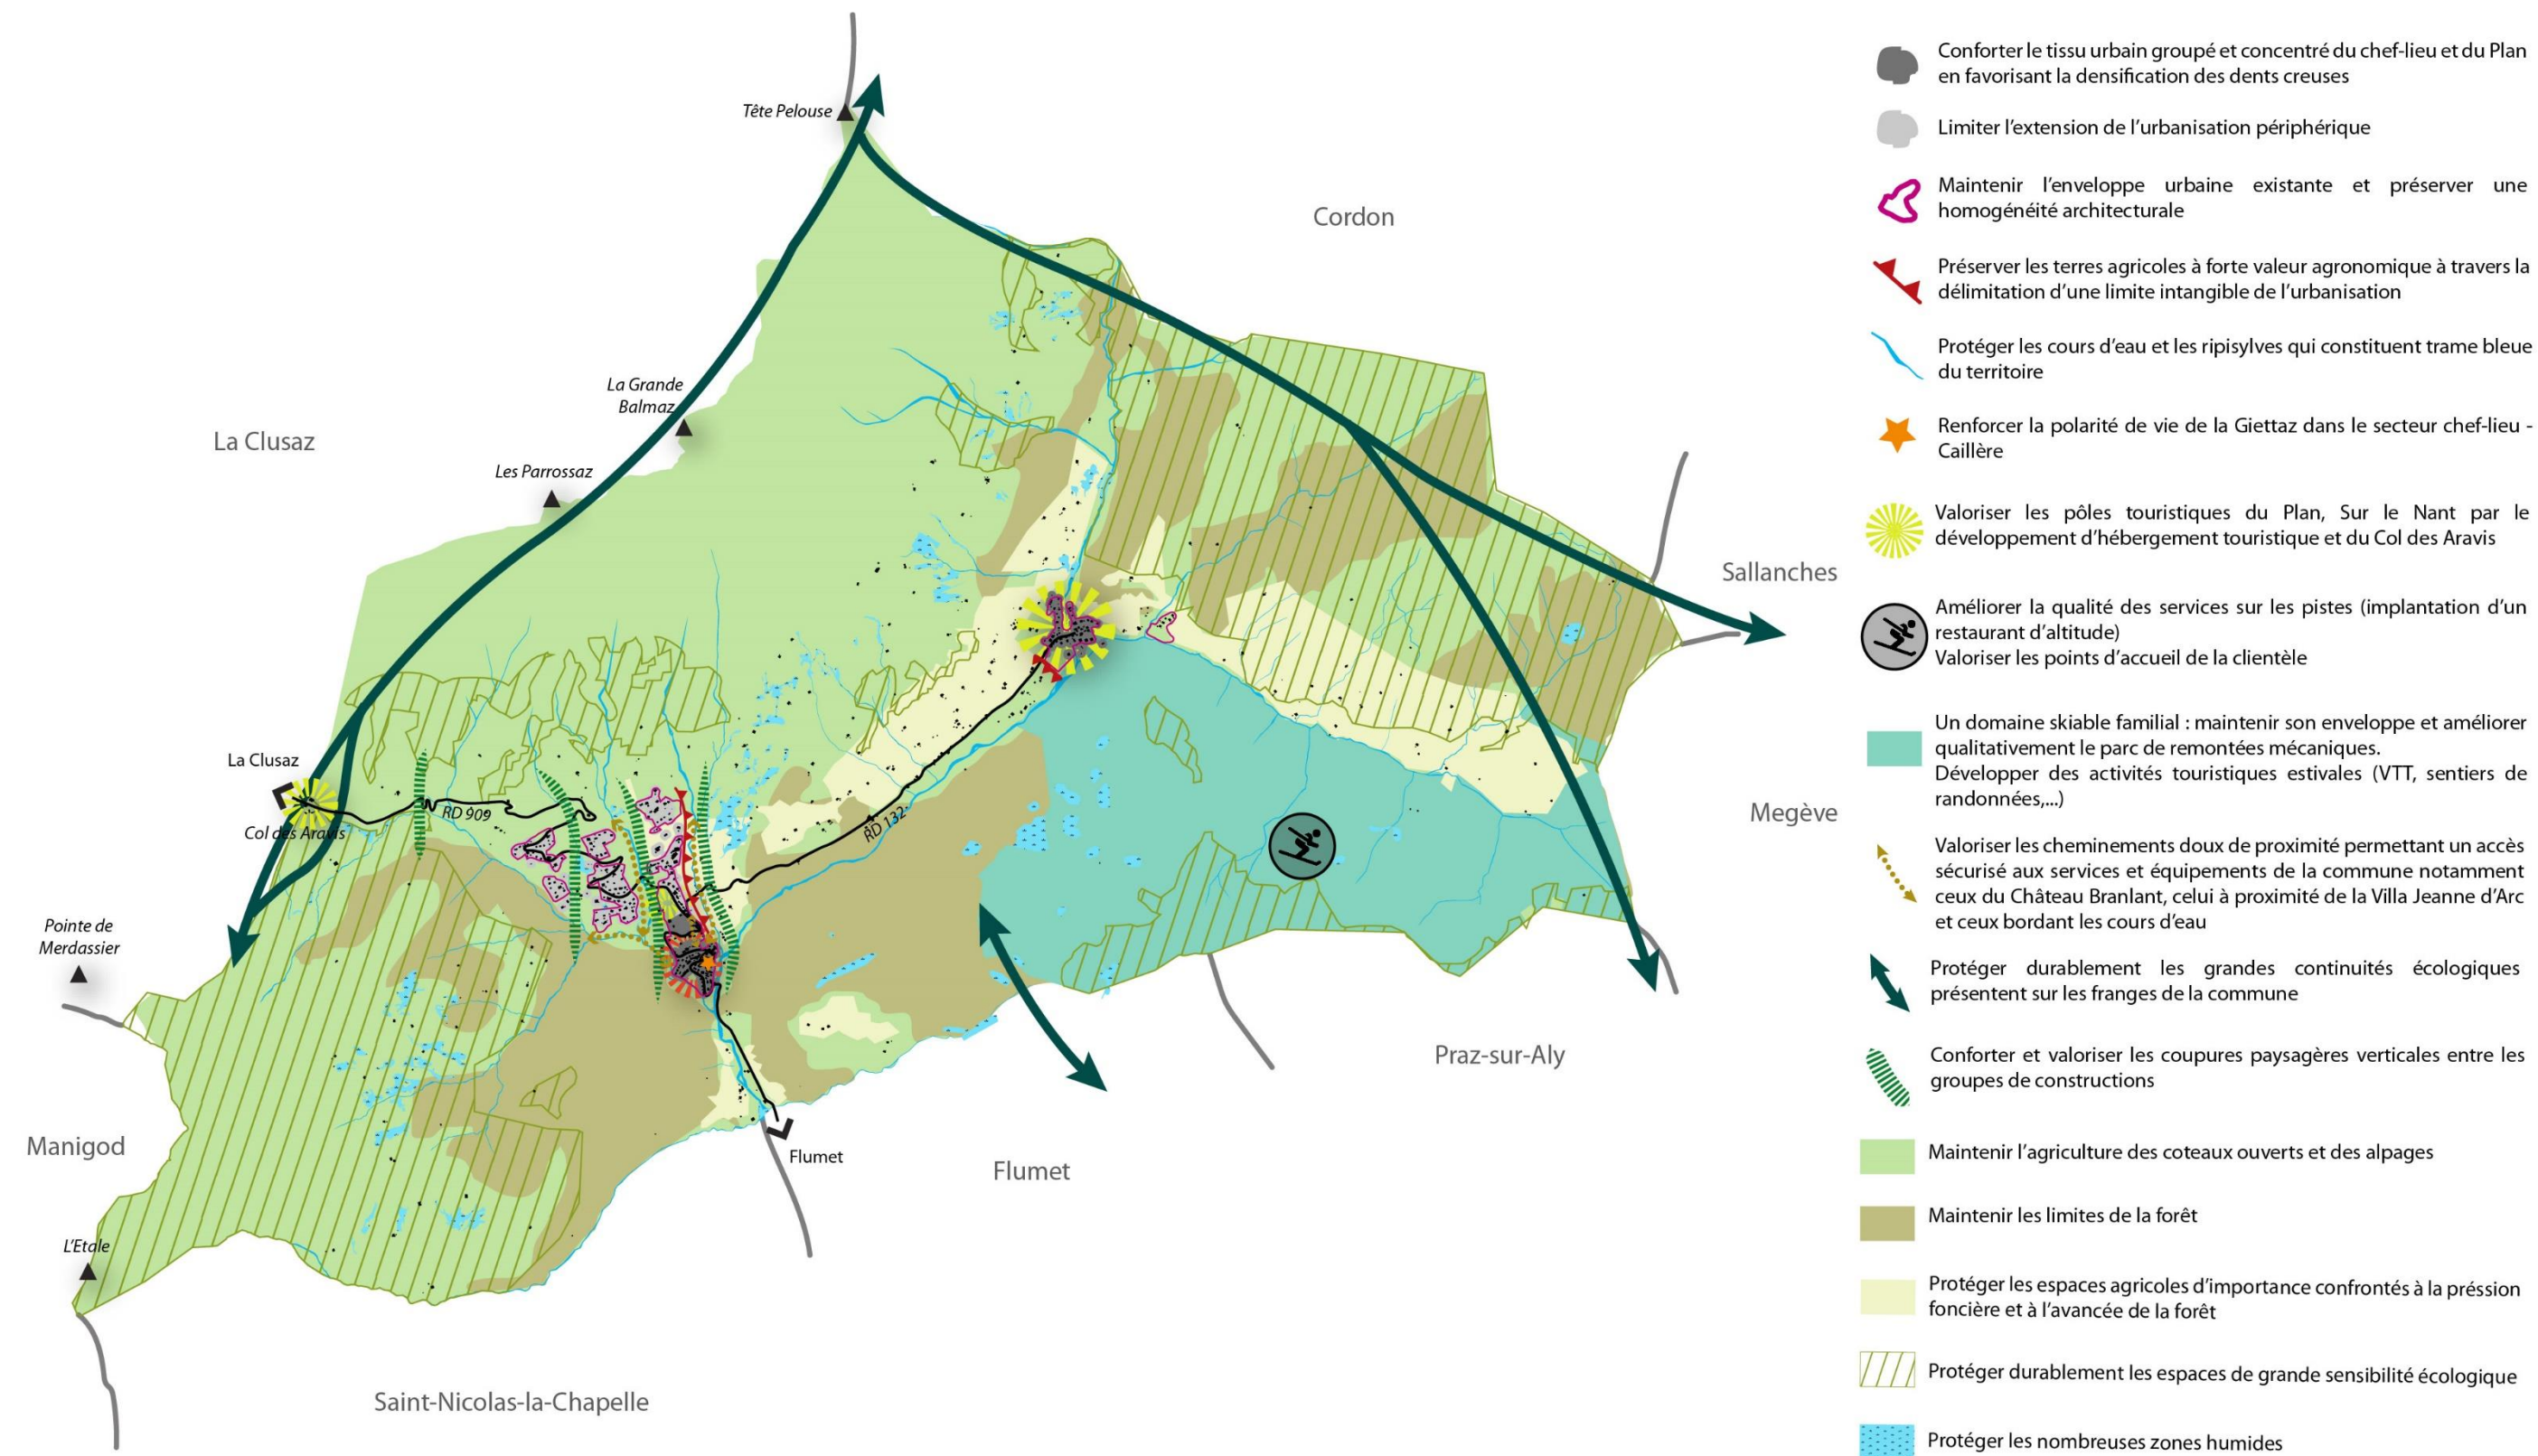 Tête Pelouse
Cordon
La Grande
Balmaz
La Clusaz
Les Parrossaz
Sallanches
La Clusaz
RD 909
Col des Aravis
RD 132
Megève
Pointe de
Merdassier
Praz-sur-Aly
Manigod
Flumet
Flumet
L'Etale
Saint-Nicolas-la-Chapelle
Conforter le tissu urbain groupé et concentré du chef-lieu et du Plan
en favorisant la densification des dents creuses
Limiter l'extension de l'urbanisation périphérique
Maintenir l'enveloppe urbaine existante et préserver une
homogénéité architecturale
Préserver les terres agricoles à forte valeur agronomique à travers la
délimitation d'une limite intangible de l'urbanisation
Protéger les cours d'eau et les ripisylves qui constituent trame bleue
du territoire
Renforcer la polarité de vie de la Giettaz dans le secteur chef-lieu -
Caillère
Valoriser les pôles touristiques du Plan, Sur le Nant par le
développement d'hébergement touristique et du Col des Aravis
Améliorer la qualité des services sur les pistes (implantation d'un
restaurant d'altitude)
Valoriser les points d'accueil de la clientèle
Un domaine skiable familial : maintenir son enveloppe et améliorer
qualitativement le parc de remontées mécaniques.
Développer des activités touristiques estivales (VTT, sentiers de
randonnées,...)
Valoriser les cheminements doux de proximité permettant un accès
sécurisé aux services et équipements de la commune notamment
ceux du Château Branlant, celui à proximité de la Villa Jeanne d'Arc
et ceux bordant les cours d'eau
Protéger durablement les grandes continuités écologiques
présentent sur les franges de la commune
Conforter et valoriser les coupures paysagères verticales entre les
groupes de constructions
Maintenir l'agriculture des coteaux ouverts et des alpages
Maintenir les limites de la forêt
Protéger les espaces agricoles d'importance confrontés à la préssion
foncière et à l'avancée de la forêt
Protéger durablement les espaces de grande sensibilité écologique
Protéger les nombreuses zones humides